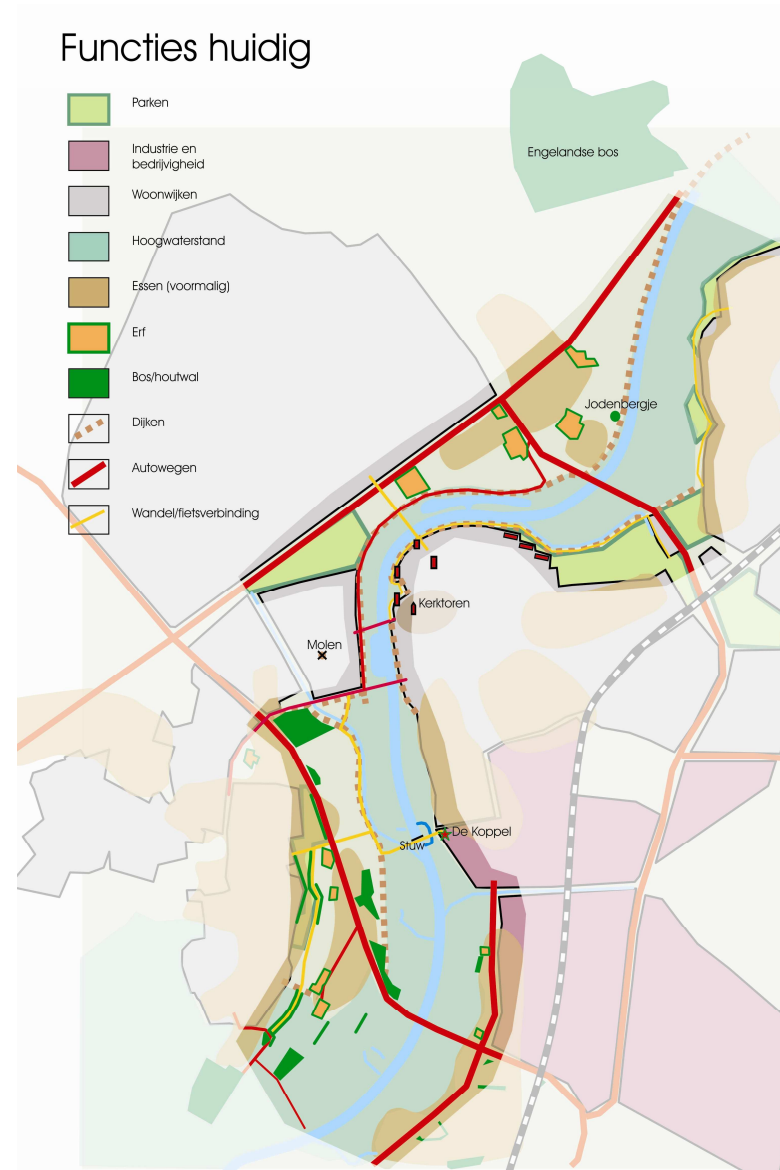 Functies huidig
Parken
Industrie en
bedrijvigheid
Woonwijken
Hoogwaterstand
Essen (voormalig)
Erf
Bos/houtwal
Dijken
Autowegen
Wandel/fietsverbinding
Engelandse bos
Jodenbergje
Kerktoren
Molen
De Koppel
Stuw